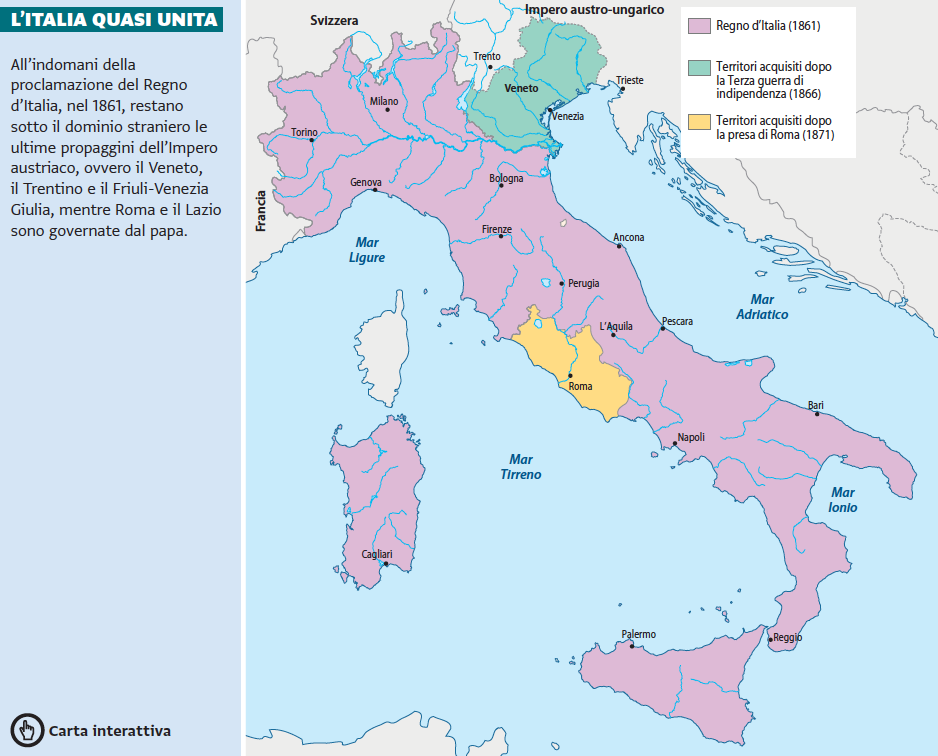 L'ITALIA QUASI UNITA
All'indomani della
proclamazione del Regno
d'Italia, nel 1861, restano
sotto il dominio straniero le
ultime propaggini dell'Impero
austriaco, ovvero il Veneto,
il Trentino e il Friuli-Venezia
Giulia, mentre Roma e il Lazio
sono governate dal papa.
Carta interattiva
Svizzera
Impero austro-ungarico
Francia
Trento
Veneto
Trieste
Venezia
Milano
Torino
Genova
Bologna
Firenze
Ancona
Mar
Ligure
Perugia
Mar
Adriatico
L'Aquila
Pescara
Roma
Bari
Napoli
Mar
Tirreno
Mar
Ionio
Cagliari
Palermo
Reggio
Regno d'Italia (1861)
Territori acquisiti dopo
la Terza guerra di
indipendenza (1866)
Territori acquisiti dopo
la presa di Roma (1871)